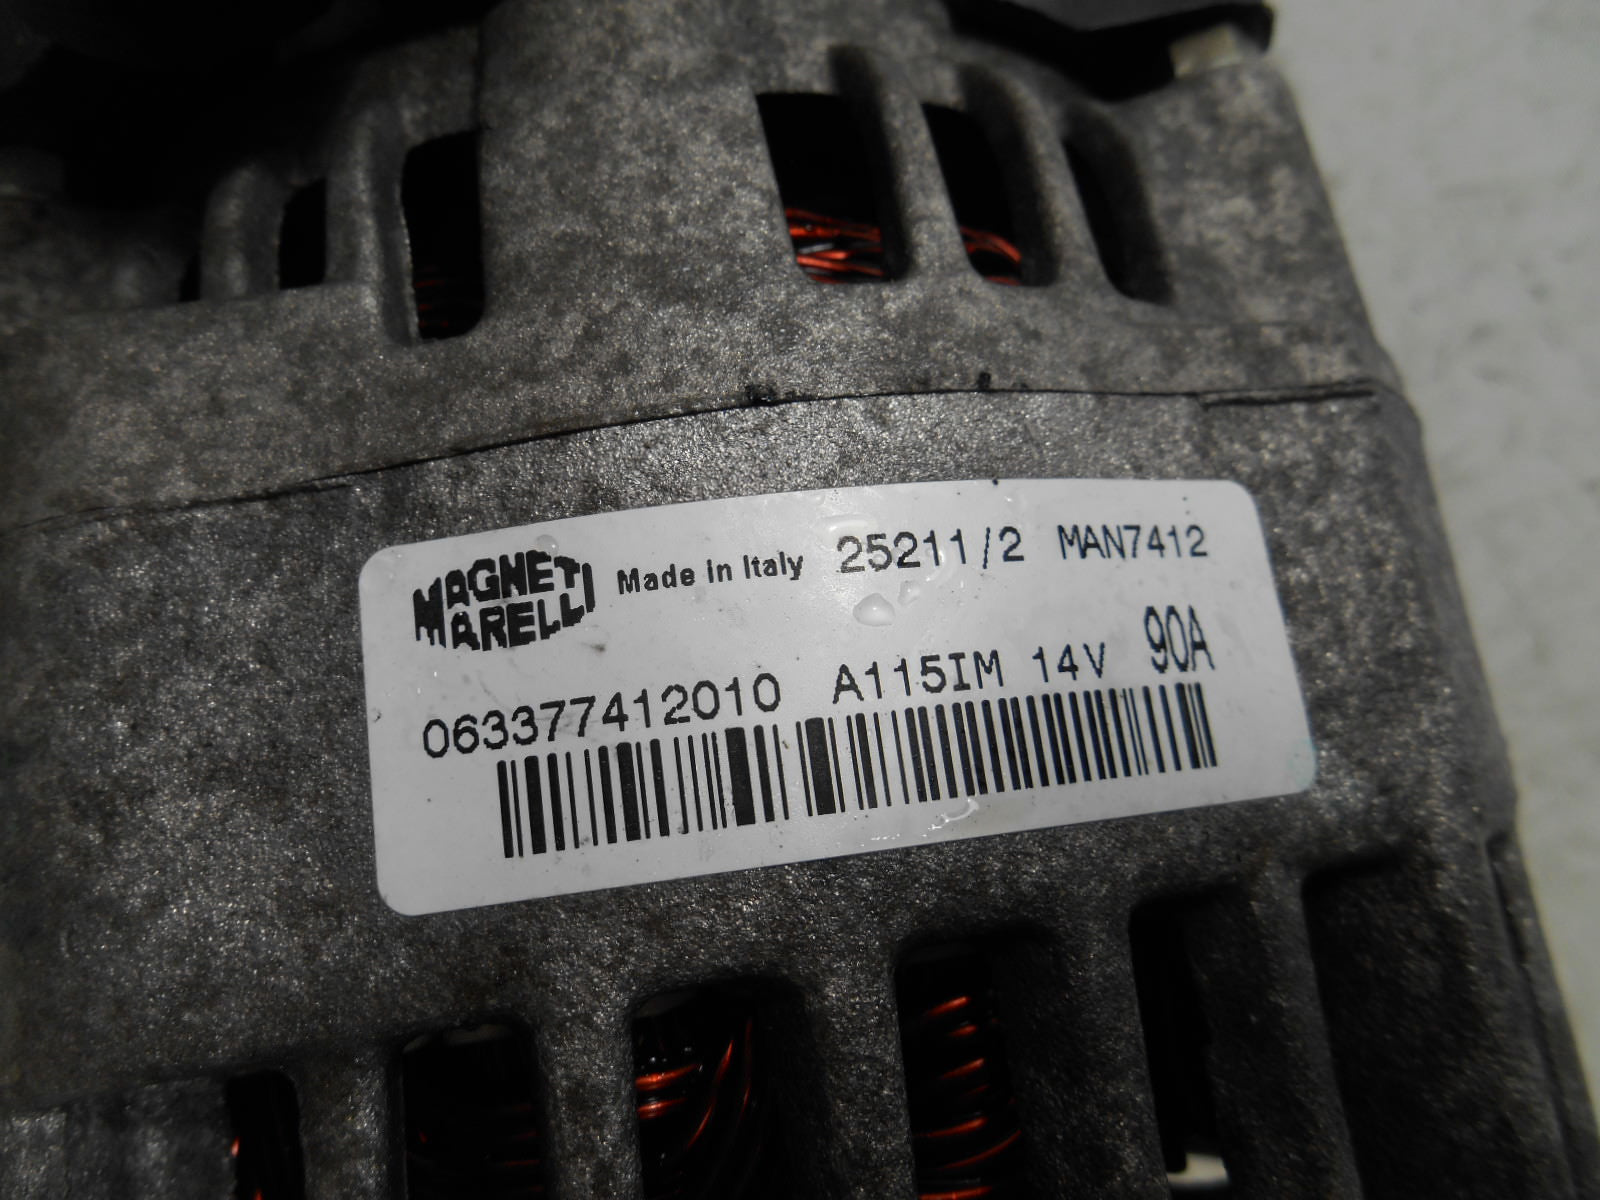 MAGNETI MARELLI Made in Italy 25211/2 MAN7412
063377412010 A115IM 14V 90A